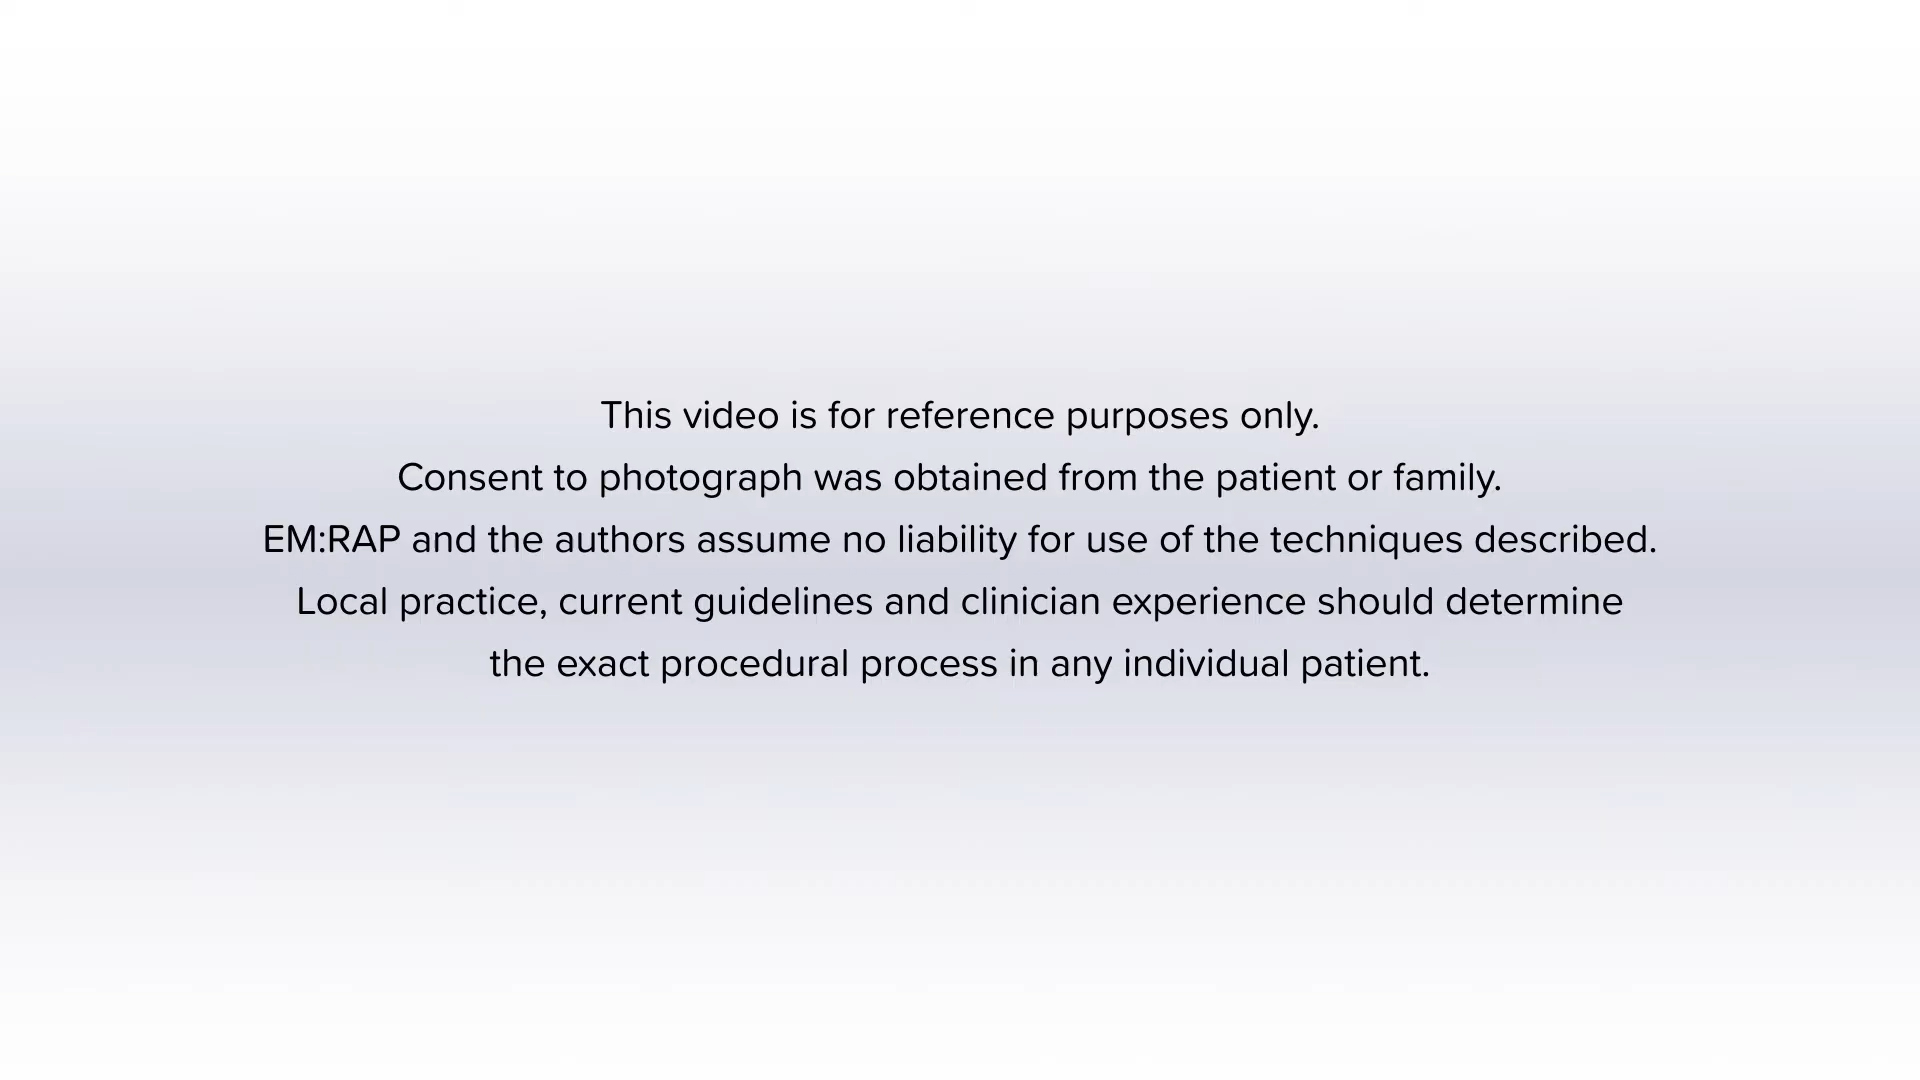 This video is for reference purposes only.
Consent to photograph was obtained from the patient or family.
EM:RAP and the authors assume no liability for use of the techniques described.
Local practice, current guidelines and clinician experience should determine
the exact procedural process in any individual patient.